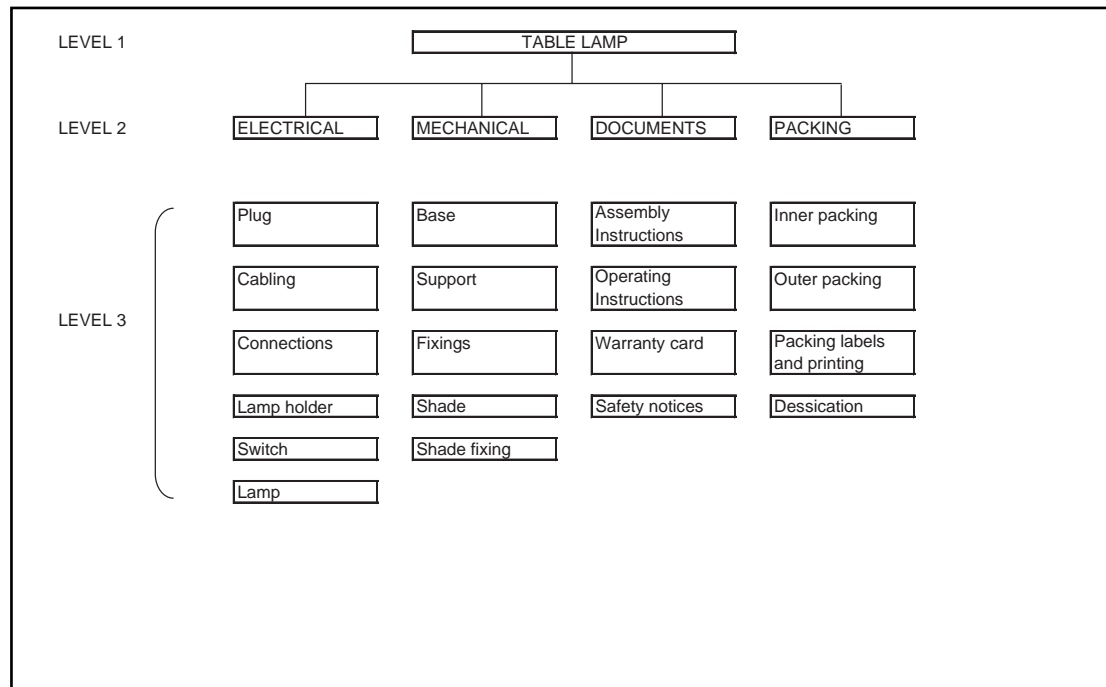 LEVEL 1
TABLE LAMP
LEVEL 2
ELECTRICAL
MECHANICAL
DOCUMENTS
PACKING
LEVEL 3
Plug
Cabling
Connections
Lamp holder
Switch
Lamp
Base
Support
Fixings
Shade
Shade fixing
Assembly
Instructions
Operating
Instructions
Warranty card
Safety notices
Inner packing
Outer packing
Packing labels
and printing
Dessication